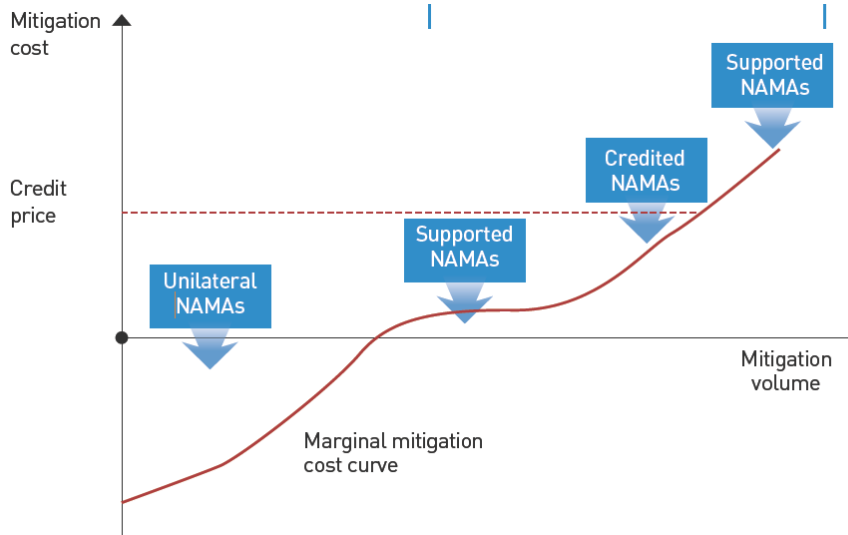 Mitigation
cost
Supported
NAMAs
Credited
NAMAs
Credit
price
Supported
NAMAs
Unilateral
NAMAs
Mitigation
volume
Marginal mitigation
cost curve